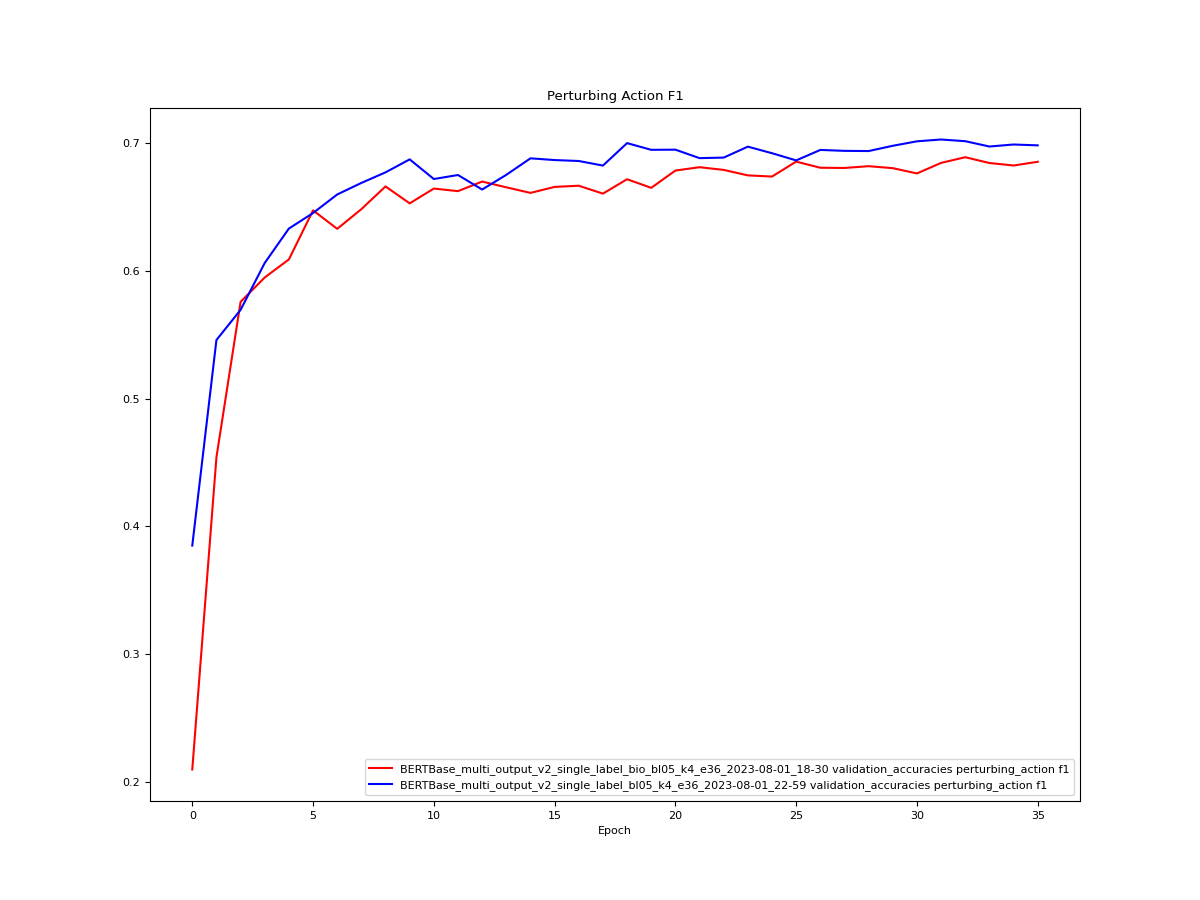 Perturbing Action F1
0.7
0.6
0.5
0.4
0.3
0.2
BERTBase_multi_output_v2_single_label_bio_bl05_k4_e36_2023-08-01_18-30 validation_accuracies perturbing_action f1
BERTBase_multi_output_v2_single_label_bl05_k4_e36_2023-08-01_22-59 validation_accuracies perturbing_action f1
0 5 10 15 20 25 30 35
Epoch